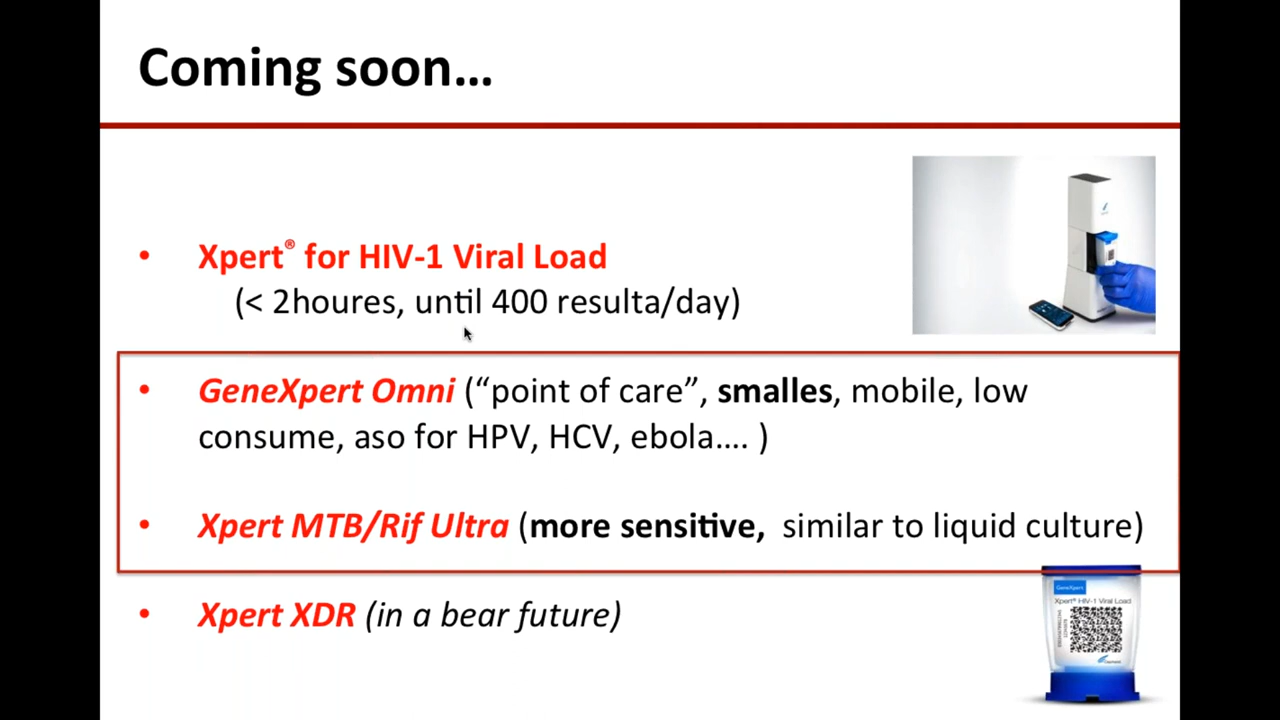 Coming soon...
• Xpert® for HIV-1 Viral Load
(< 2houres, until 400 resulta/day)
• GeneXpert Omni (“point of care”, smalles, mobile, low
consume, aso for HPV, HCV, ebola.... )
• Xpert MTB/Rif Ultra (more sensitive, similar to liquid culture)
• Xpert XDR (in a bear future)
GeneXpert
Xpert® HIV-1 Viral Load